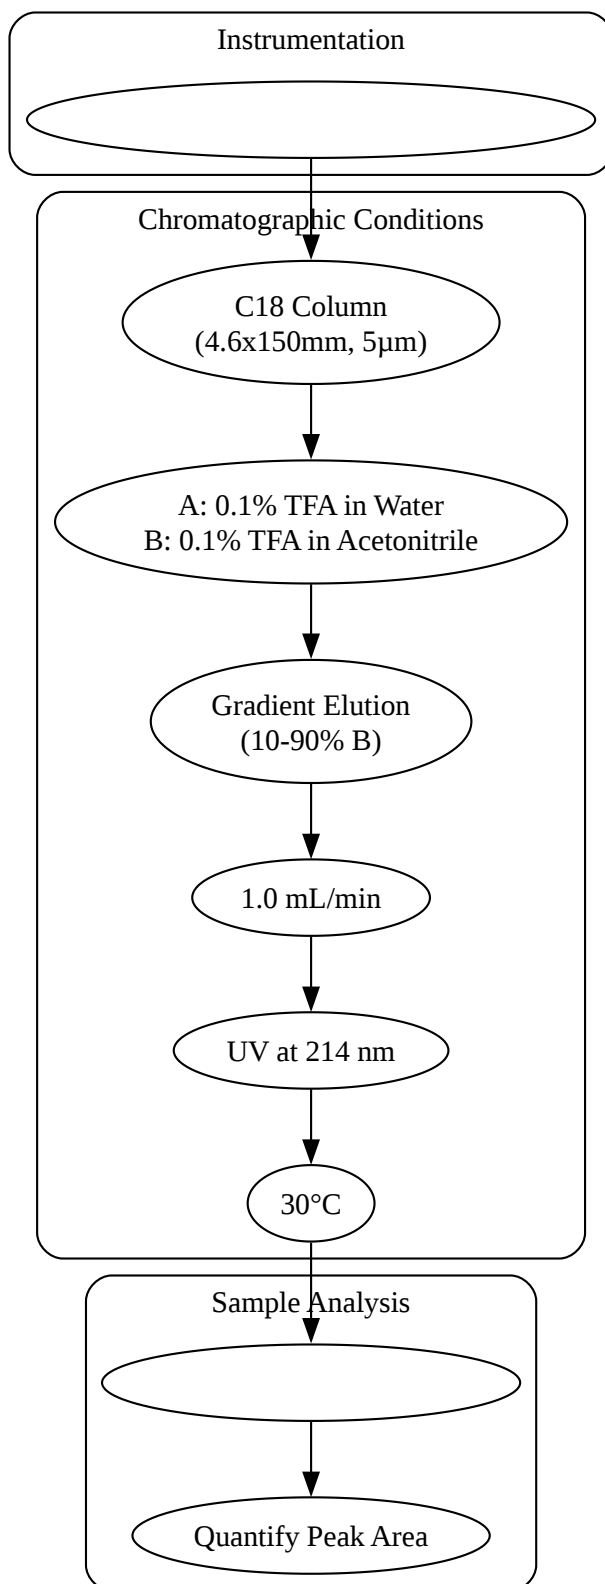 Instrumentation
Chromatographic Conditions
C18 Column
(4.6x150mm, 5µm)
A: 0.1% TFA in Water
B: 0.1% TFA in Acetonitrile
Gradient Elution
(10-90% B)
1.0 mL/min
UV at 214 nm
30°C
Sample Analysis
Quantify Peak Area